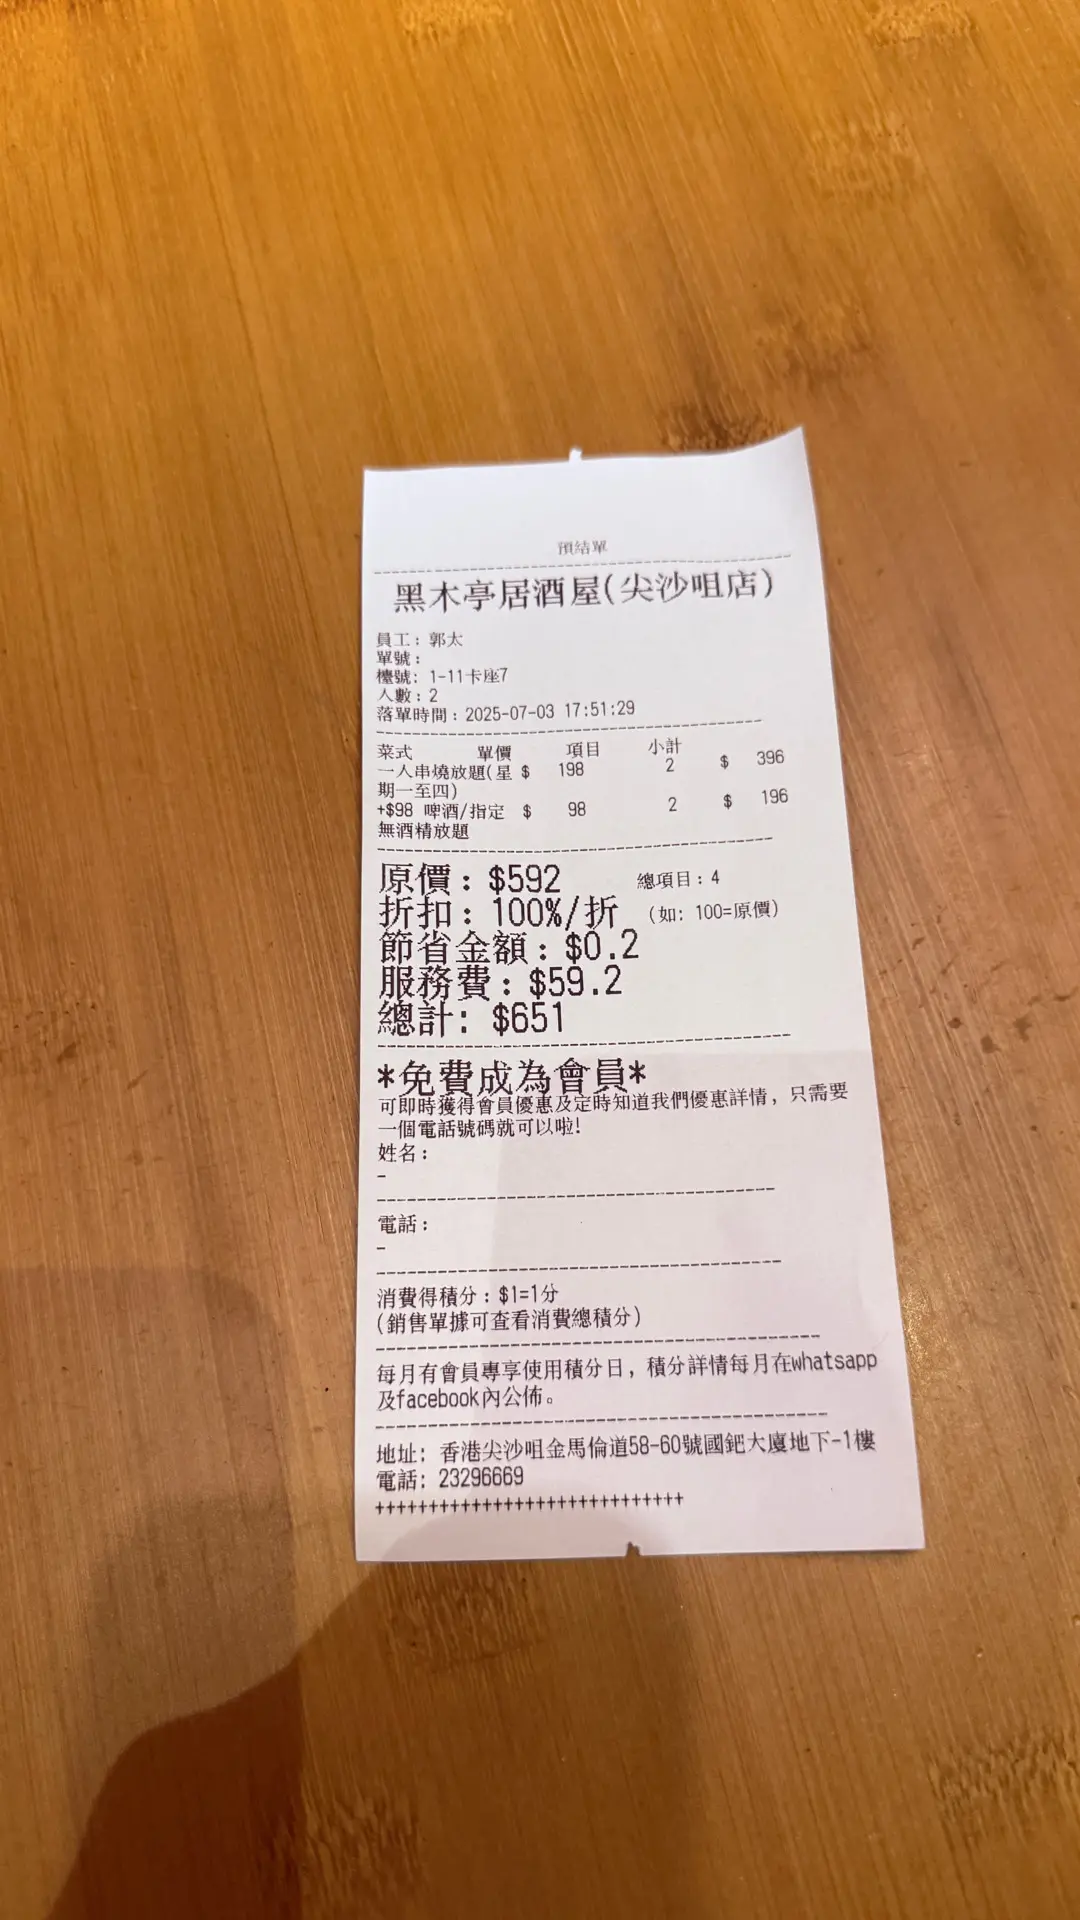 預結單
黑木亭居酒屋(尖沙咀店)
員工: 郭太
單號:
檯號: 1-11卡座7
人數: 2
落單時間: 2025-07-03 17:51:29
菜式 單價 項目 小計
一人串燒放題(星 $ 198 2 $ 396
期一至四)
+$98 啤酒/指定 $ 98 2 $ 196
無酒精放題
原價: $592 總項目: 4
折扣: 100%/折 (如: 100=原價)
節省金額: $0.2
服務費: $59.2
總計: $651
*免費成為會員*
可即時獲得會員優惠及定時知道我們優惠詳情, 只需要
一個電話號碼就可以啦!
姓名:
-
電話:
-
消費得積分: $1=1分
(銷售單據可查看消費總積分)
每月有會員專享使用積分日, 積分詳情每月在whatsapp
及facebook內公佈。
地址: 香港尖沙咀金馬倫道58-60號國鈀大廈地下-1樓
電話: 23296669
+++++++++++++++++++++++++++++